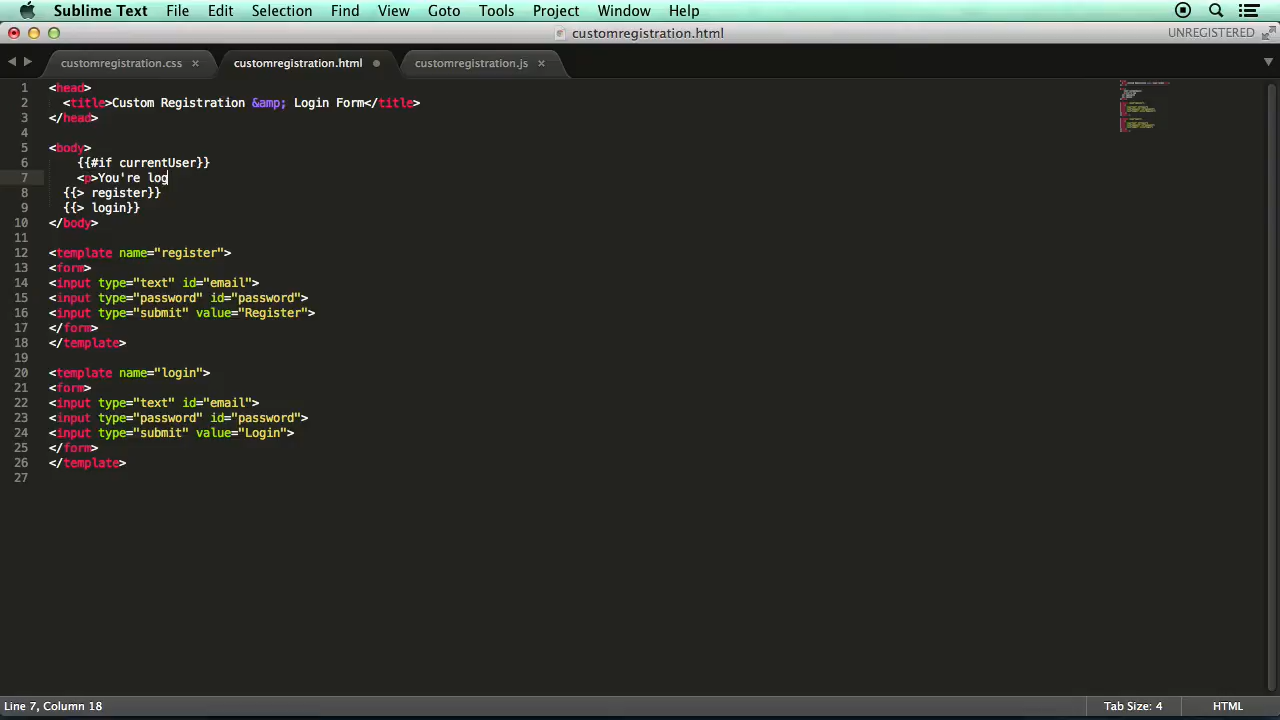 Sublime Text File Edit Selection Find View Goto Tools Project Window Help
customregistration.html
UNREGISTERED
customregistration.css × customregistration.html customregistration.js ×
1 <head>
2 <title>Custom Registration &amp; Login Form</title>
3 </head>
4
5 <body>
6 {{#if currentUser}}
7 <p>You're log
8 {{> register}}
9 {{> login}}
10 </body>
11
12 <template name="register">
13 <form>
14 <input type="text" id="email">
15 <input type="password" id="password">
16 <input type="submit" value="Register">
17 </form>
18 </template>
19
20 <template name="login">
21 <form>
22 <input type="text" id="email">
23 <input type="password" id="password">
24 <input type="submit" value="Login">
25 </form>
26 </template>
27
Line 7, Column 18 Tab Size: 4 HTML